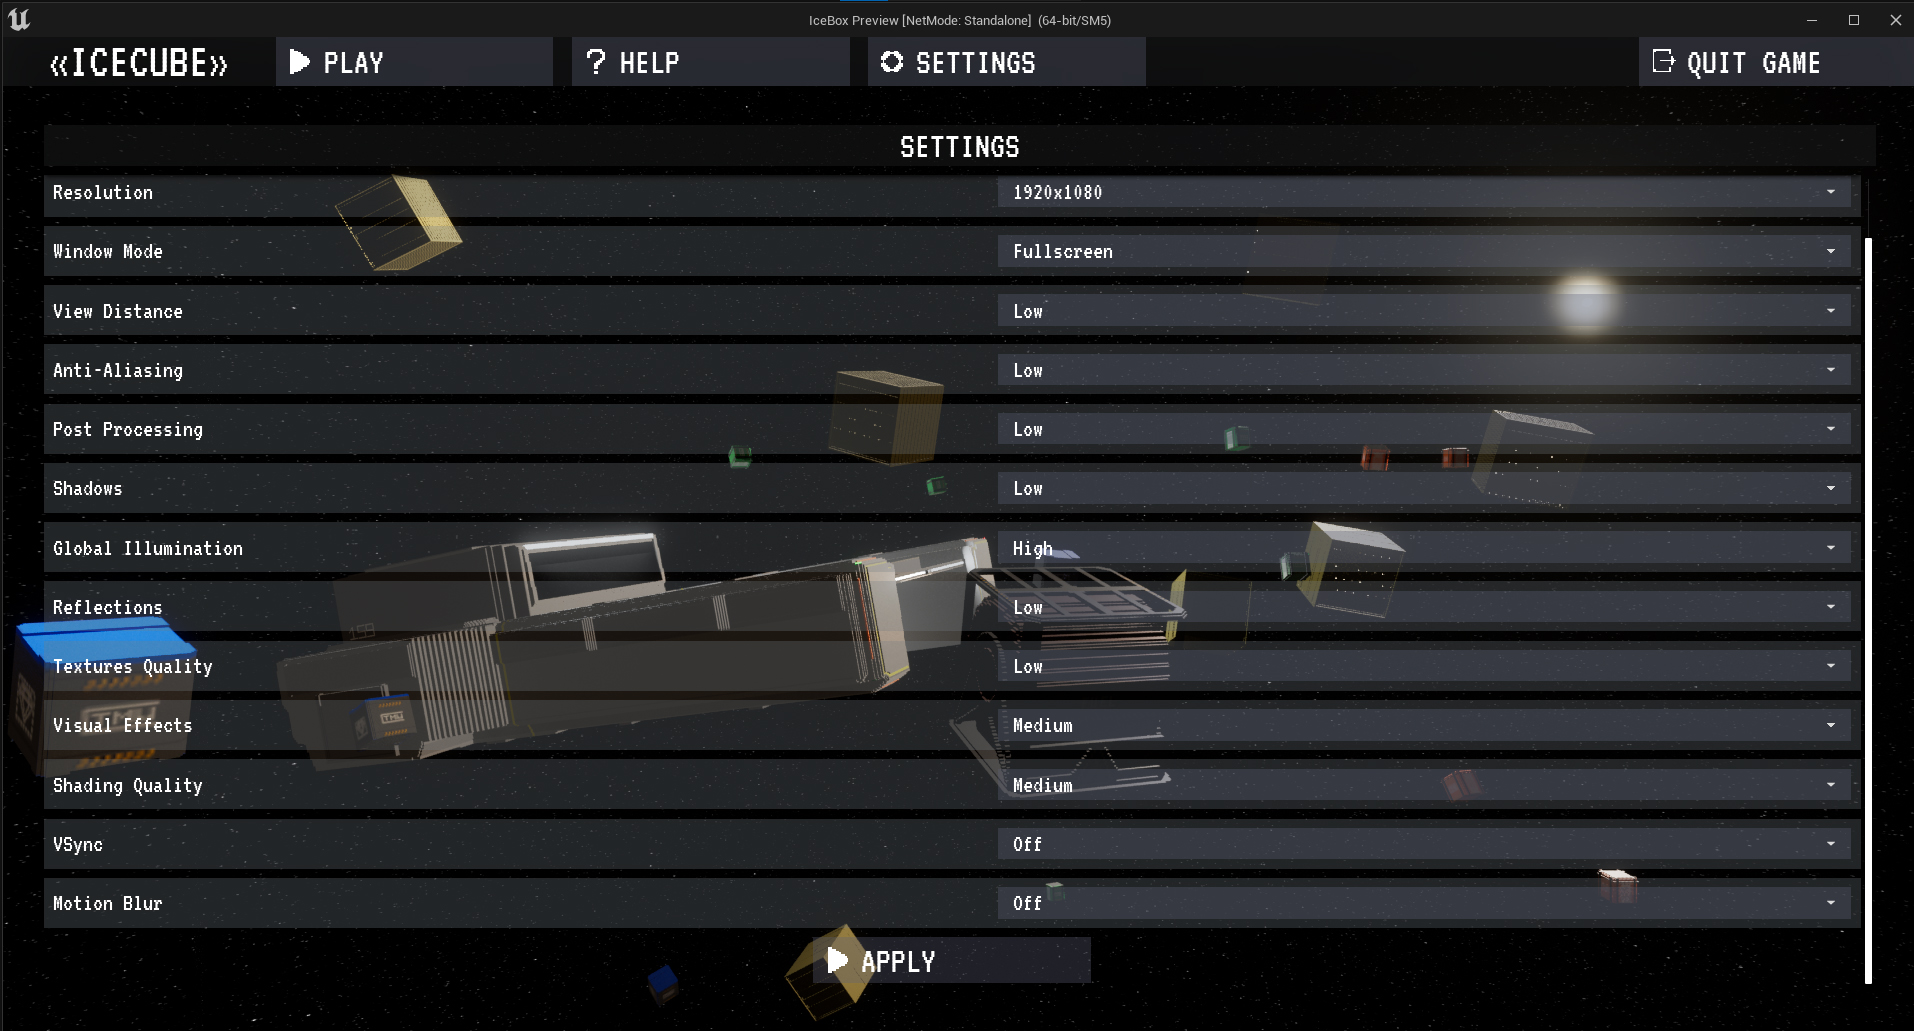 IceBox Preview [NetMode: Standalone] (64-bit/SM5)
«ICECUBE»
PLAY
? HELP
SETTINGS
QUIT GAME
SETTINGS
Resolution 1920x1080
Window Mode Fullscreen
View Distance Low
Anti-Aliasing Low
Post Processing Low
Shadows Low
Global Illumination High
Reflections Low
Textures Quality Low
Visual Effects Medium
Shading Quality Medium
VSync Off
Motion Blur Off
APPLY